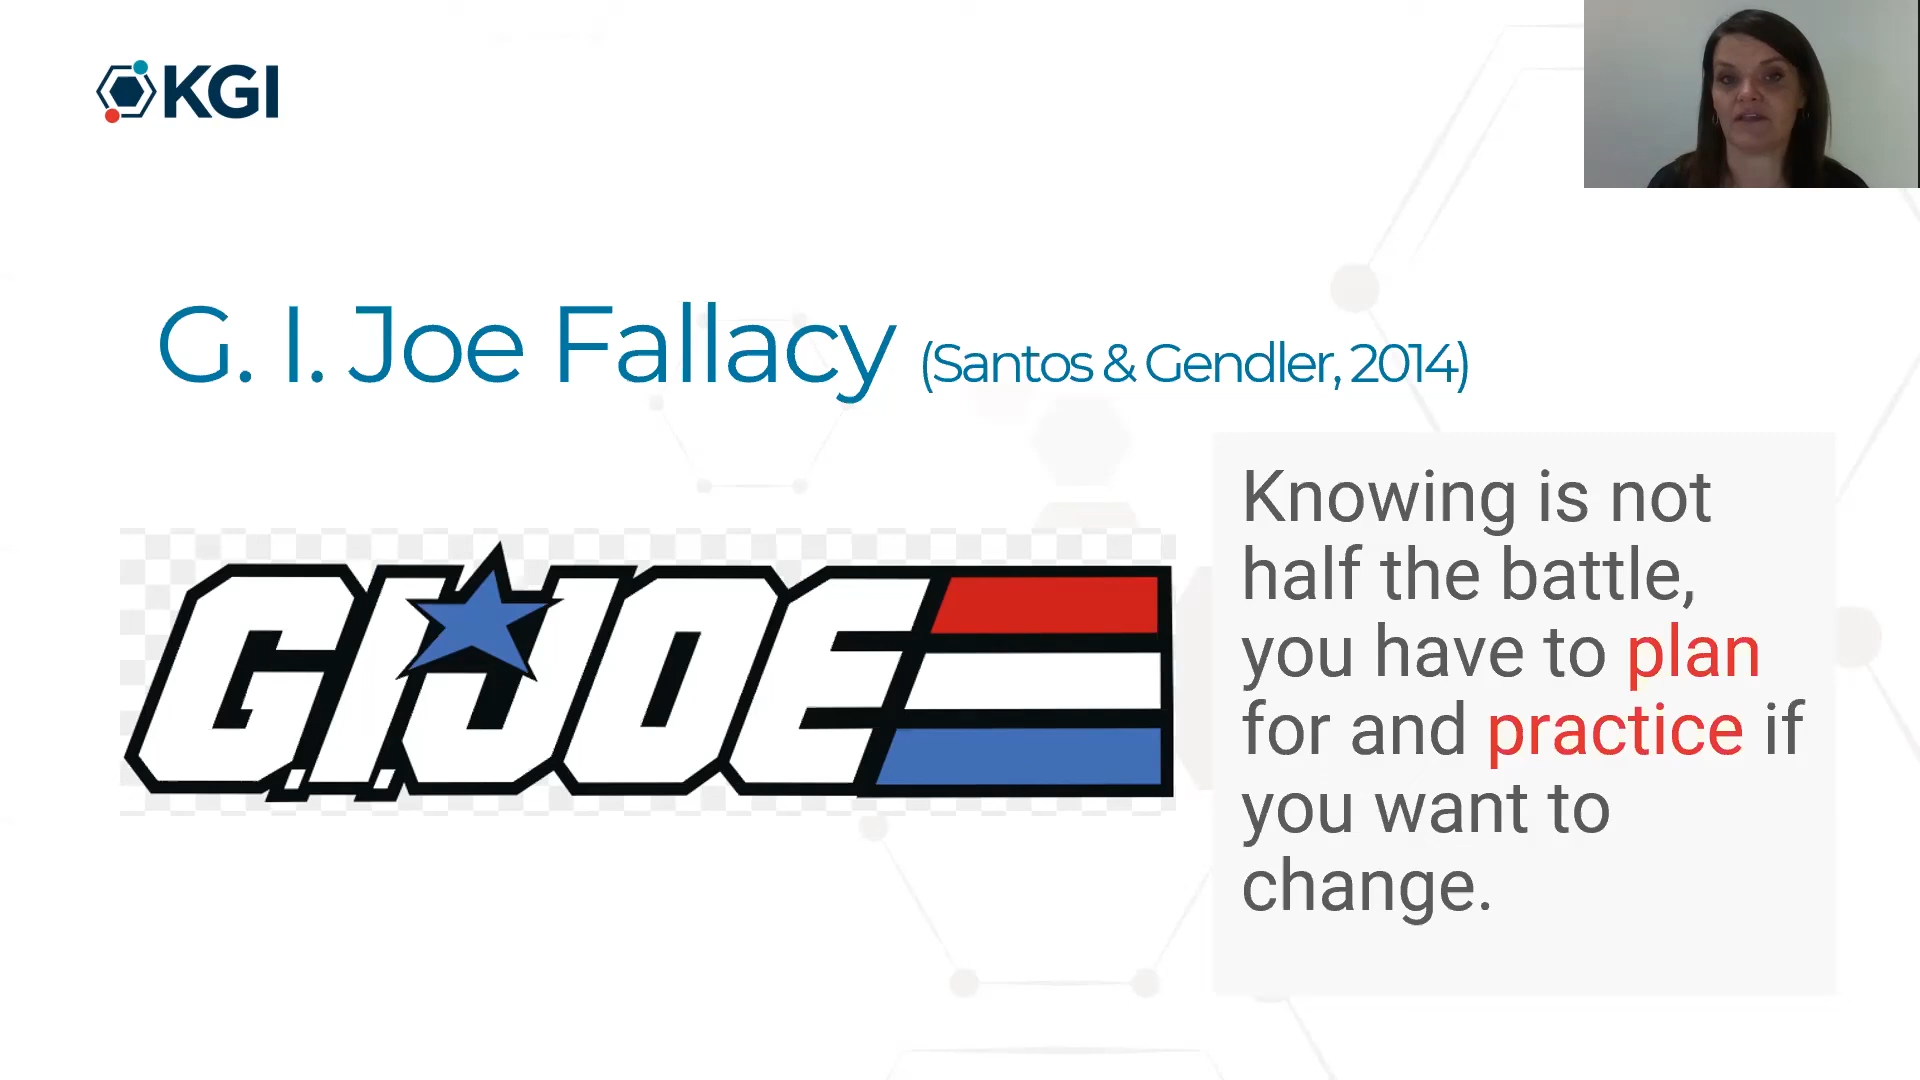 KGI
G. I. Joe Fallacy (Santos & Gendler, 2014)
G.I.JOE
Knowing is not
half the battle,
you have to plan
for and practice if
you want to
change.